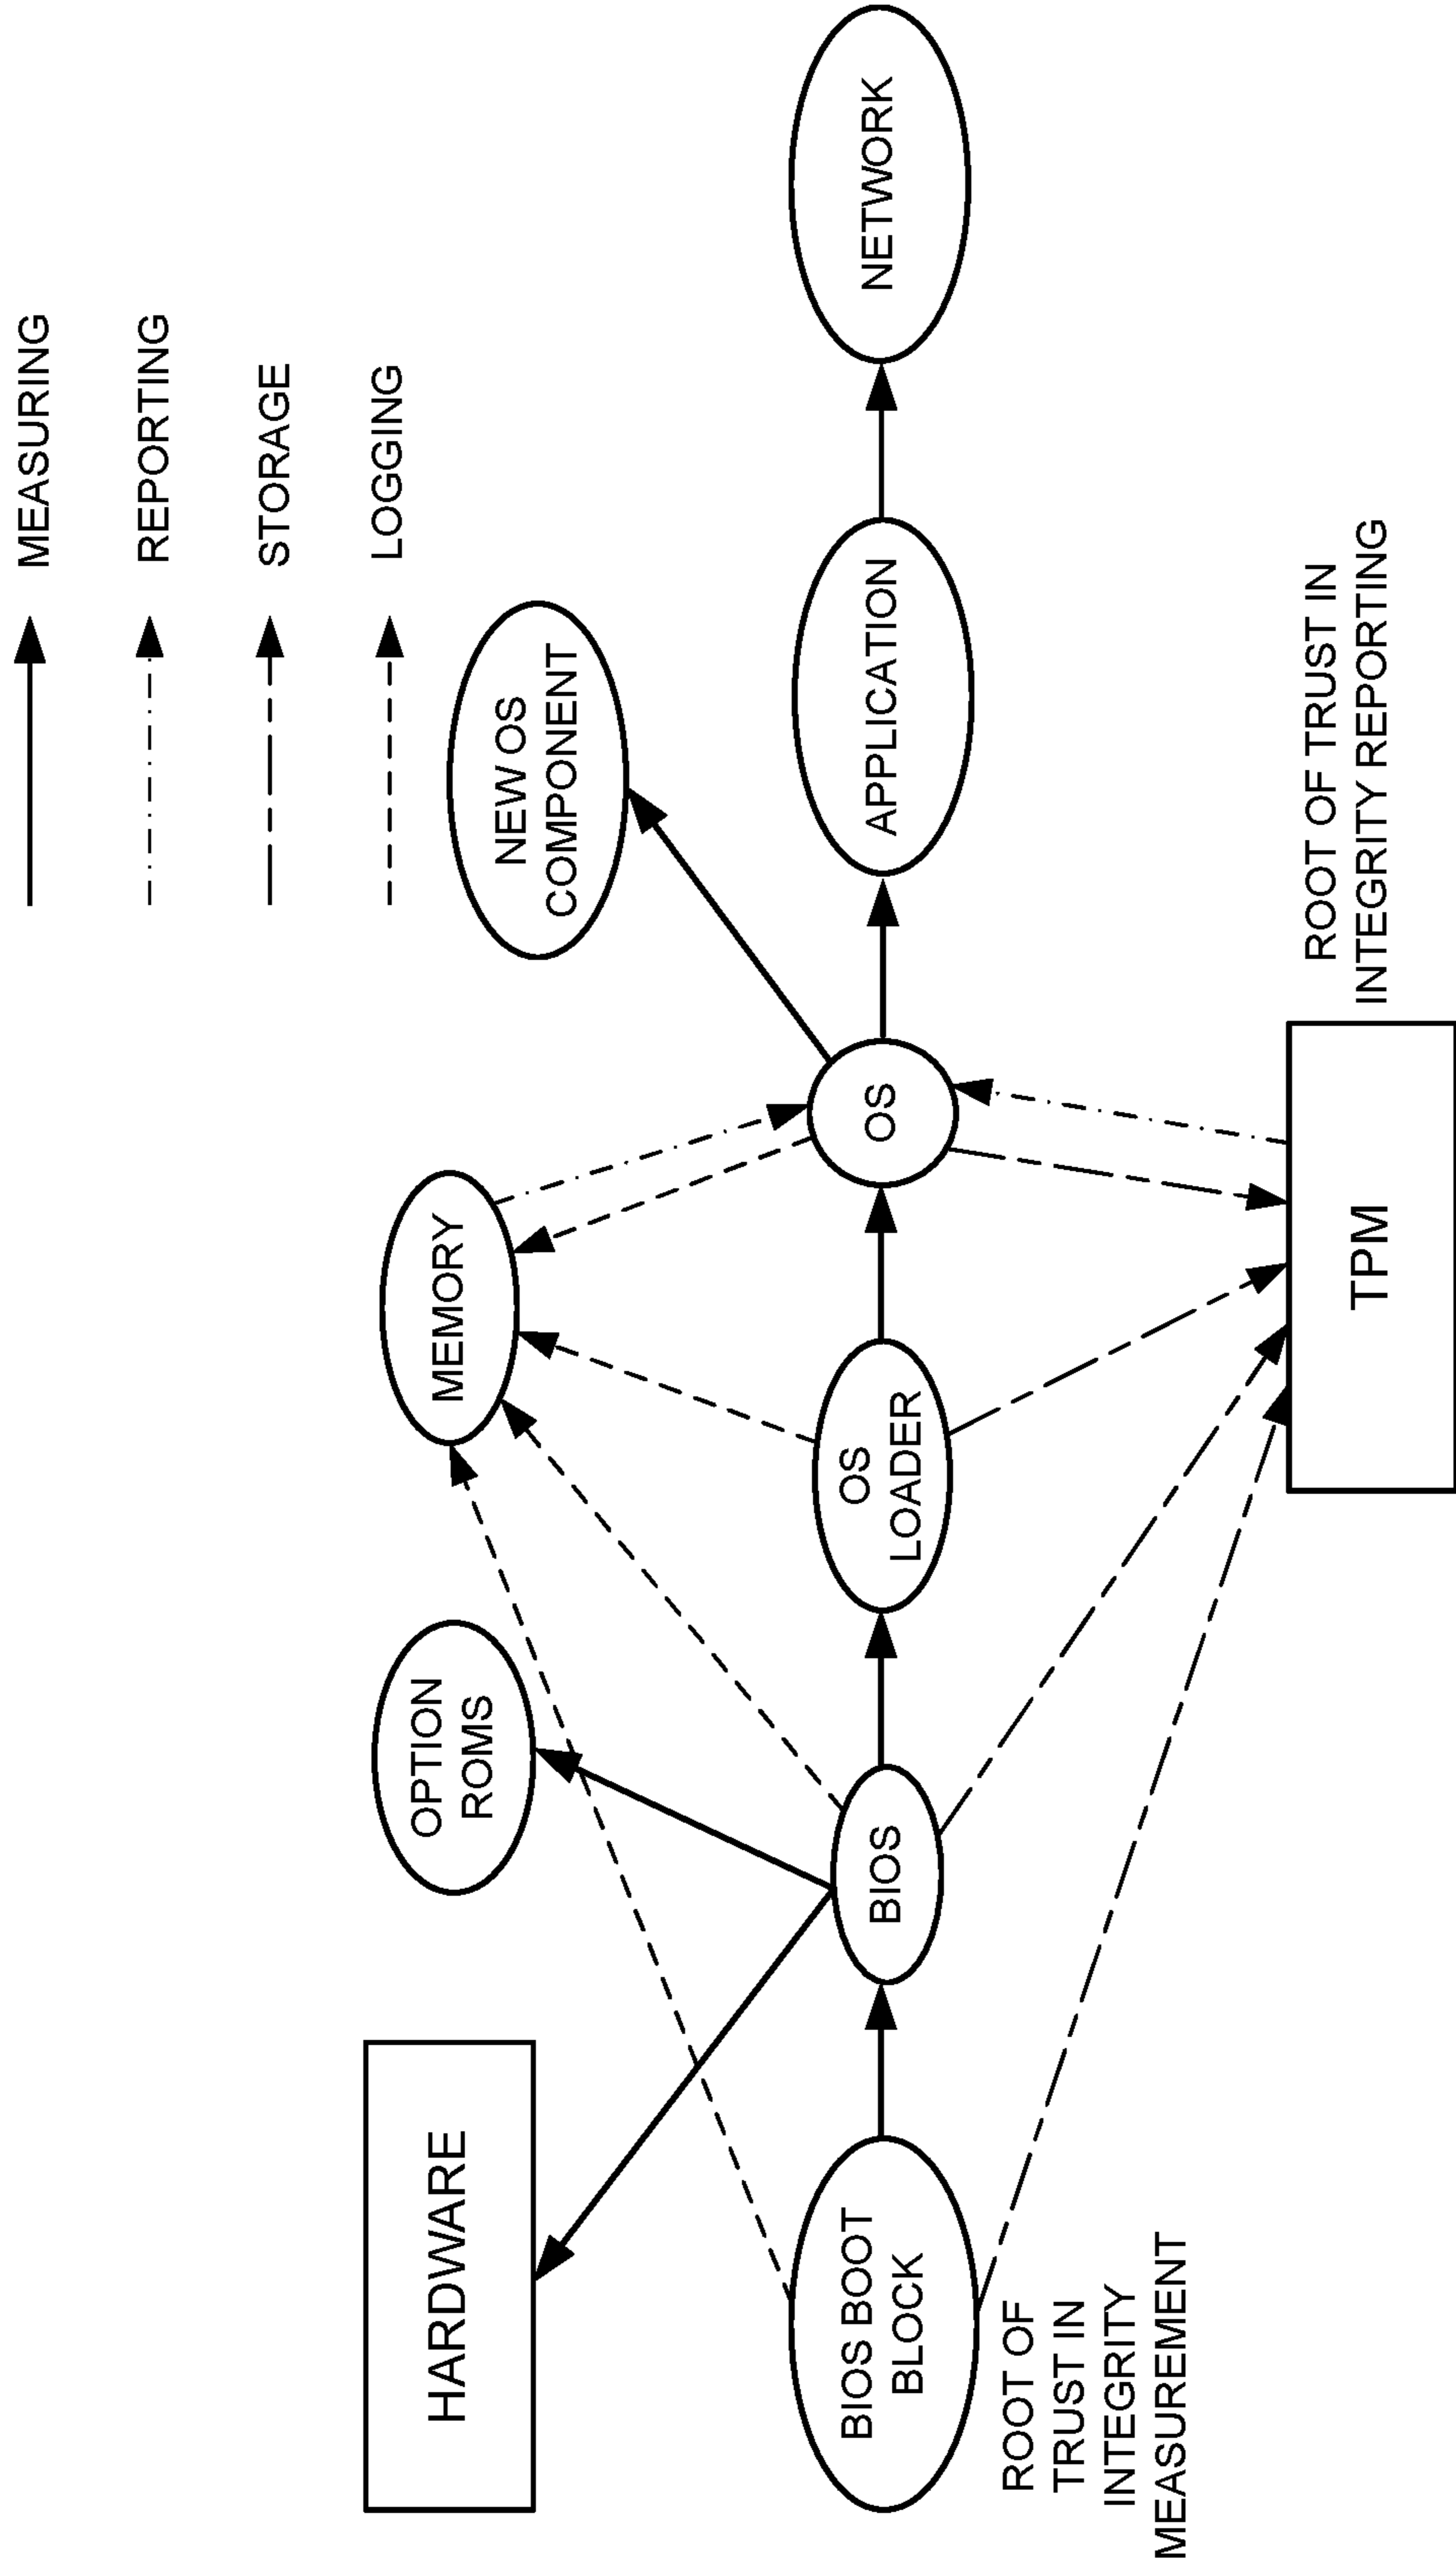 MEASURING
REPORTING
STORAGE
LOGGING
HARDWARE
OPTION
ROMS
MEMORY
NEW OS
COMPONENT
BIOS BOOT
BLOCK
BIOS
OS
LOADER
OS
APPLICATION
NETWORK
ROOT OF
TRUST IN
INTEGRITY
MEASUREMENT
TPM
ROOT OF TRUST IN
INTEGRITY REPORTING